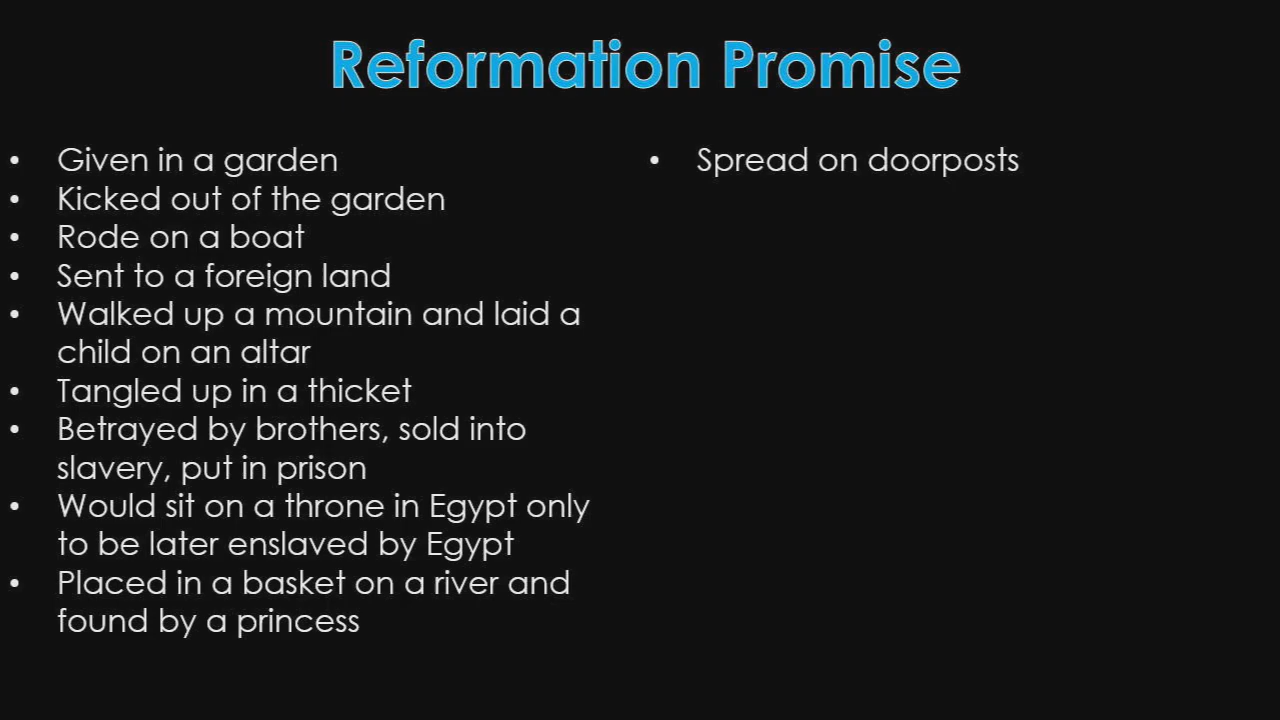 Reformation Promise
• Given in a garden
• Kicked out of the garden
• Rode on a boat
• Sent to a foreign land
• Walked up a mountain and laid a
child on an altar
• Tangled up in a thicket
• Betrayed by brothers, sold into
slavery, put in prison
• Would sit on a throne in Egypt only
to be later enslaved by Egypt
• Placed in a basket on a river and
found by a princess
• Spread on doorposts